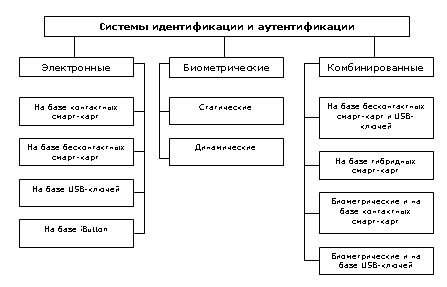 Системы идентификации и аутентификации
Электронные
Биометрические
Комбинированные
На базе контактных
смарт-карт
На базе бесконтактных
смарт-карт
На базе USB-ключей
На базе iButton
Статические
Динамические
На базе бесконтактных
смарт-карт и USB-
ключей
На базе гибридных
смарт-карт
Биометрические и на
базе контактных
смарт-карт
Биометрические и на
базе USB-ключей